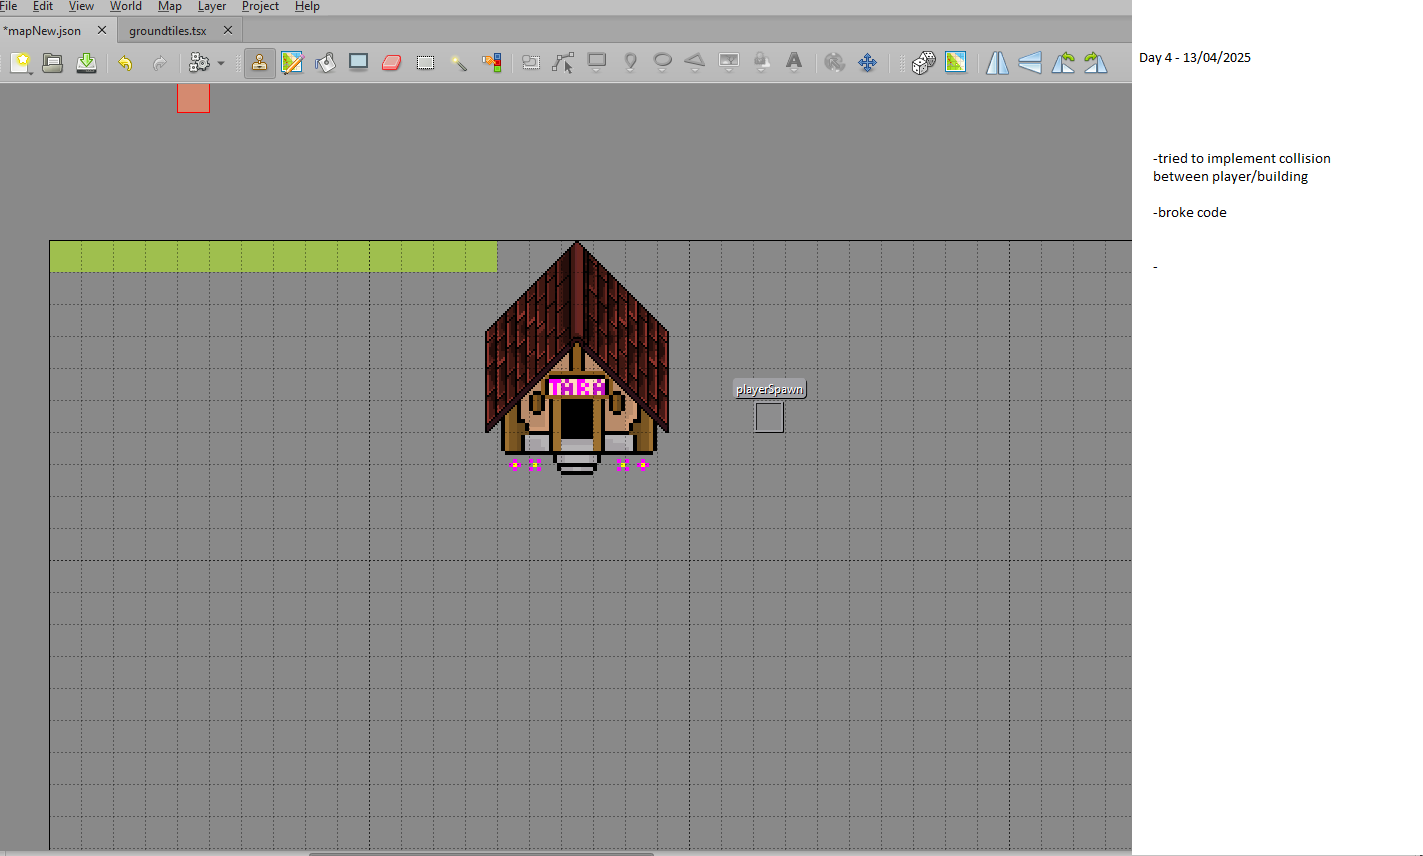 File Edit View World Map Layer Project Help
*mapNew.json groundtiles.tsx
Day 4 - 13/04/2025
-tried to implement collision
between player/building
-broke code
-
playerSpawn